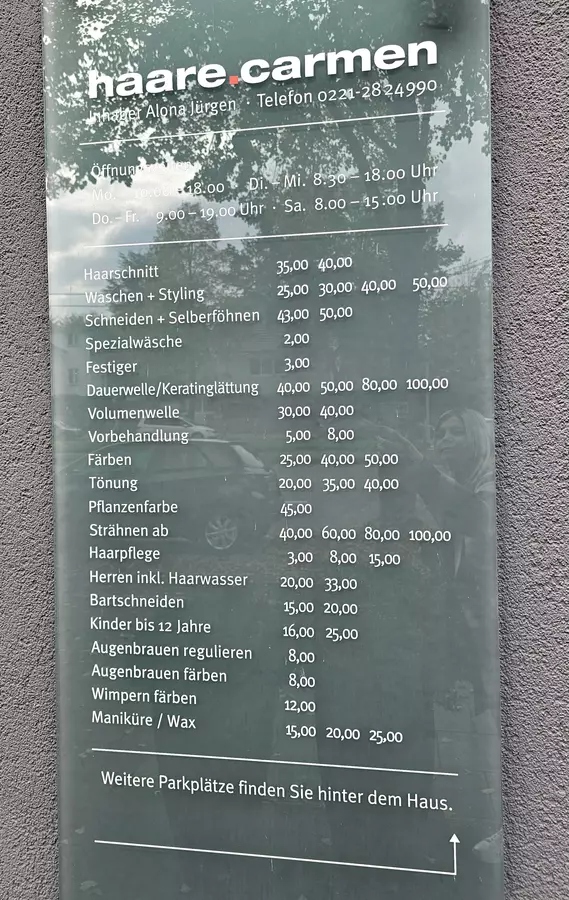 haare.carmen
Inhaber Alona Jürgen · Telefon 0221-2824990
Mo. 18.00 Di. – Mi. 8.30 – 18.00 Uhr
Do. – Fr. 9.00 – 19.00 Uhr · Sa. 8.00 – 15:00 Uhr
Haarschnitt 35,00 40,00
Waschen + Styling 25,00 30,00 40,00 50,00
Schneiden + Selberföhnen 43,00 50,00
Spezialwäsche 2,00
Festiger 3,00
Dauerwelle/Keratinglättung 40,00 50,00 80,00 100,00
Volumenwelle 30,00 40,00
Vorbehandlung 5,00 8,00
Färben 25,00 40,00 50,00
Tönung 20,00 35,00 40,00
Pflanzenfarbe 45,00
Strähnen ab 40,00 60,00 80,00 100,00
Haarpflege 3,00 8,00 15,00
Herren inkl. Haarwasser 20,00 33,00
Bartschneiden 15,00 20,00
Kinder bis 12 Jahre 16,00 25,00
Augenbrauen regulieren 8,00
Augenbrauen färben 8,00
Wimpern färben 12,00
Maniküre / Wax 15,00 20,00 25,00
Weitere Parkplätze finden Sie hinter dem Haus.